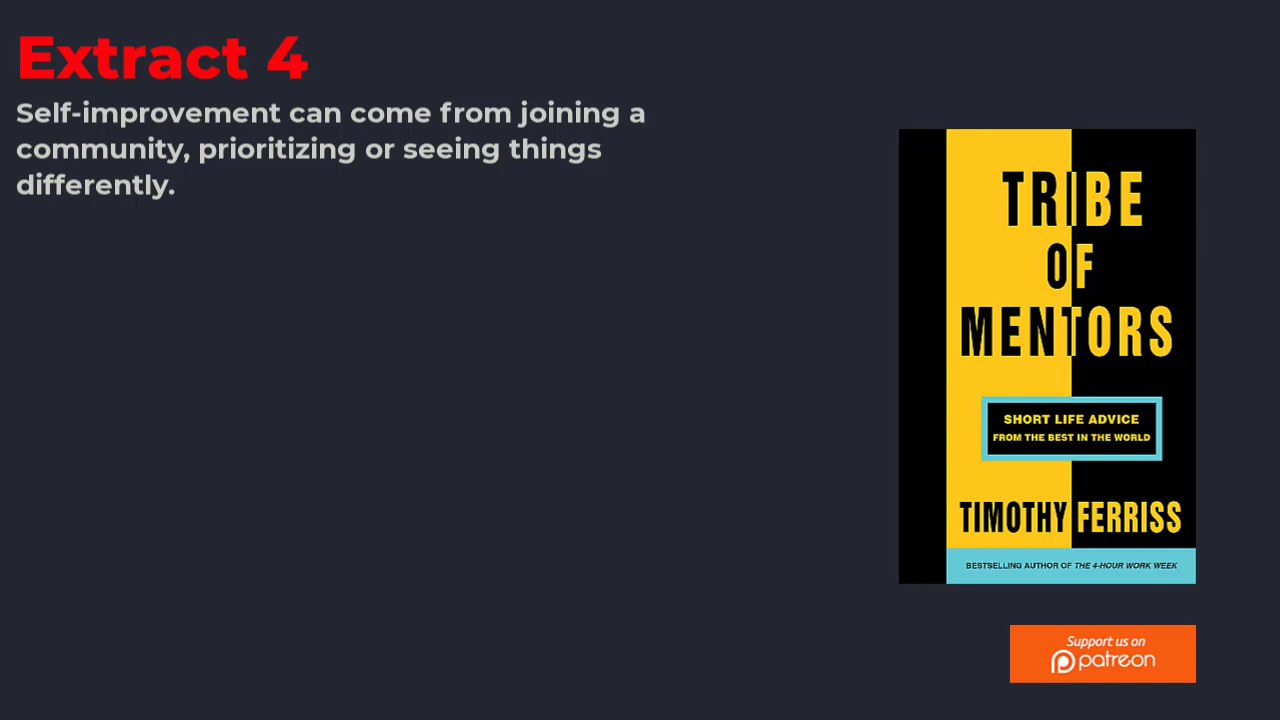 Extract 4
Self-improvement can come from joining a
community, prioritizing or seeing things
differently.
TRIBE
OF
MENTORS
SHORT LIFE ADVICE
FROM THE BEST IN THE WORLD
TIMOTHY FERRISS
BESTSELLING AUTHOR OF THE 4-HOUR WORK WEEK
Support us on
patreon